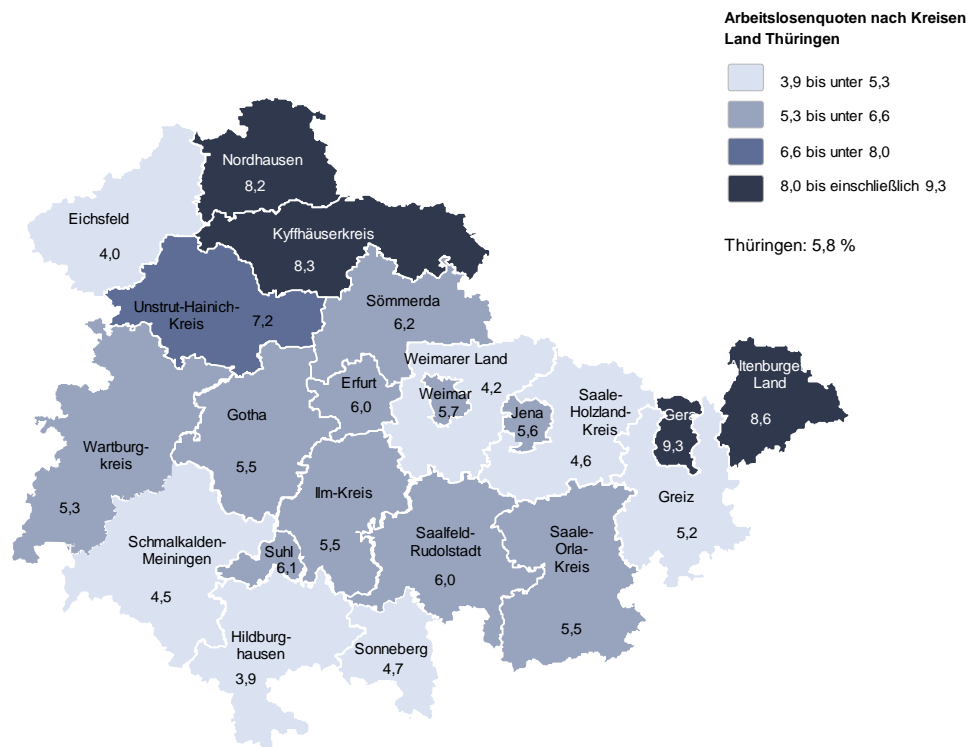 Arbeitslosenquoten nach Kreisen
Land Thüringen
3,9 bis unter 5,3
5,3 bis unter 6,6
6,6 bis unter 8,0
8,0 bis einschließlich 9,3
Thüringen: 5,8 %
Nordhausen
8,2
Eichsfeld
4,0
Kyffhäuserkreis
8,3
Unstrut-Hainich-
Kreis
7,2
Sömmerda
6,2
Weimarer Land
4,2
Weimar
5,7
Erfurt
6,0
Gotha
5,5
Wartburg-
kreis
5,3
Jena
5,6
Saale-
Holzland-
Kreis
4,6
Gera
9,3
Altenburger
Land
8,6
Greiz
5,2
Ilm-Kreis
5,5
Schmalkalden-
Meiningen
4,5
Suhl
6,1
Saalfeld-
Rudolstadt
6,0
Saale-
Orla-
Kreis
5,5
Hildburg-
hausen
3,9
Sonneberg
4,7